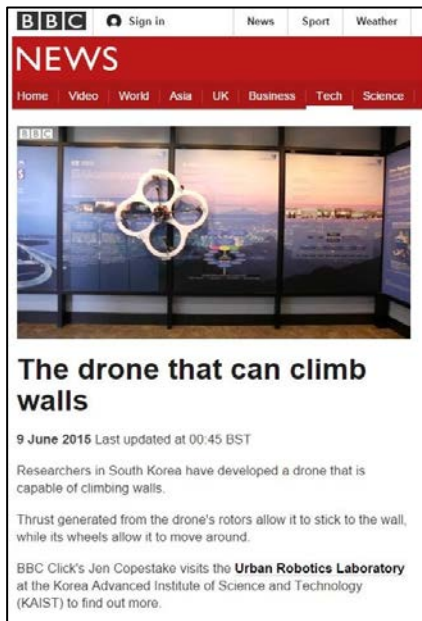 BBC Sign in News Sport Weather
NEWS
Home Video World Asia UK Business Tech Science
BBC
The drone that can climb
walls
9 June 2015 Last updated at 00:45 BST
Researchers in South Korea have developed a drone that is
capable of climbing walls.
Thrust generated from the drone's rotors allow it to stick to the wall,
while its wheels allow it to move around.
BBC Click's Jen Copestake visits the Urban Robotics Laboratory
at the Korea Advanced Institute of Science and Technology
(KAIST) to find out more.